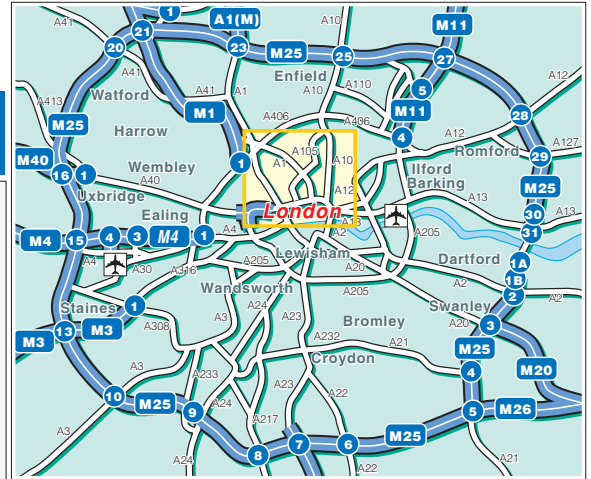 A41 1 A10
21 A1(M) M11
20 23 M25 25 27
A41 Enfield
A413 Watford A41 A1 A10 A110 5 A12
M25 M1 M11 28
Harrow A406 A406 4
A105 A12 Romford A127
M40 Wembley 1 A1 A10 29
16 1 A40 Ilford
Uxbridge A12 Barking M25
Ealing London A13 A13 30 A13
M4 15 4 3 M4 1 A4 A2 A205 31
A4 A30 A316 A205 Lewisham A20 Dartford 1A
Wandsworth A205 1B
Staines 1 A24 A2 2 A2
13 M3 A308 A3 A23 Bromley Swanley
M3 A232 A21 A20 3
A3 A233 Croydon M25
10 M25 A24 A23 A22 4 M20
9 A217 5 M26
A3 8 7 6 M25
A24 A22 A21